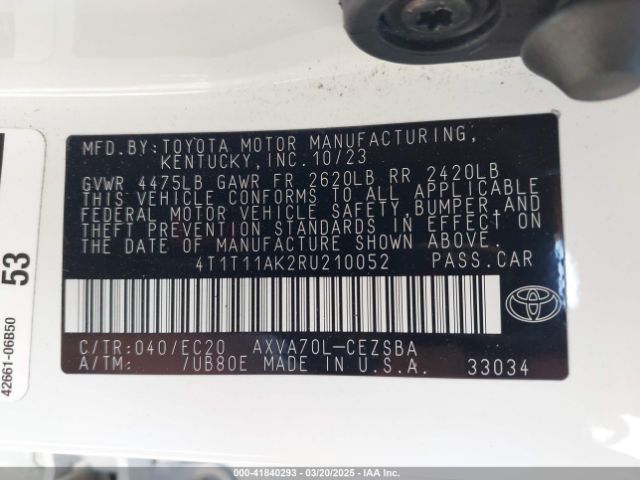 MFD.BY:TOYOTA MOTOR MANUFACTURING,
KENTUCKY,INC.10/23
GVWR 4475LB GAWR FR 2620LB RR 2420LB
THIS VEHICLE CONFORMS TO ALL APPLICABLE
FEDERAL MOTOR VEHICLE SAFETY,BUMPER,AND
THEFT PREVENTION STANDARDS IN EFFECT ON
THE DATE OF MANUFACTURE SHOWN ABOVE.
4T1T11AK2RU210052 PASS.CAR
C/TR:040/EC20 AXVA70L-CEZSBA
A/TM: /UB80E MADE IN U.S.A. 33034
53
42661-06B50
000-41840293 - 03/20/2025 - IAA Inc.